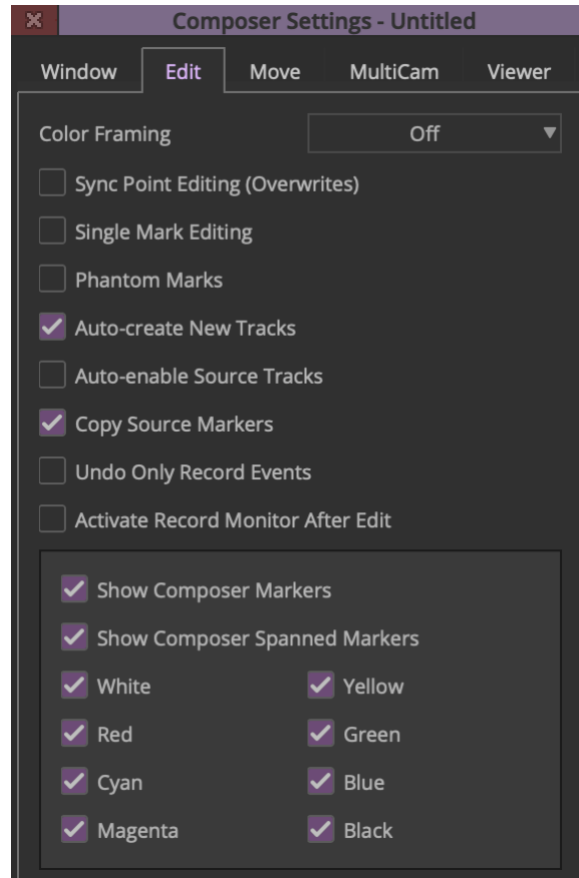 Composer Settings - Untitled
Window Edit Move MultiCam Viewer
Color Framing Off
Sync Point Editing (Overwrites)
Single Mark Editing
Phantom Marks
Auto-create New Tracks
Auto-enable Source Tracks
Copy Source Markers
Undo Only Record Events
Activate Record Monitor After Edit
Show Composer Markers
Show Composer Spanned Markers
White Yellow
Red Green
Cyan Blue
Magenta Black